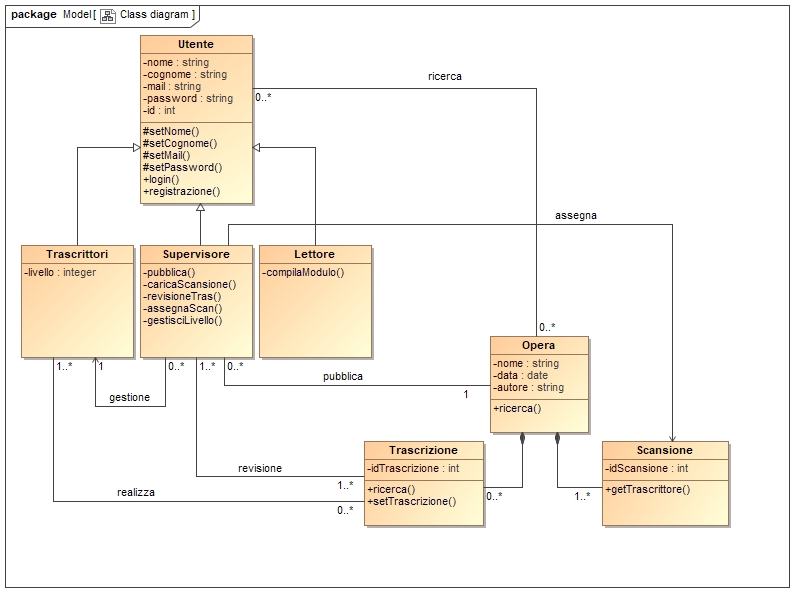 package Model[ Class diagram ]
Utente
-nome : string
-cognome : string
-mail : string
-password : string
-id : int
#setNome()
#setCognome()
#setMail()
#setPassword()
+login()
+registrazione()
ricerca
0..*
assegna
Trascrittori
-livello : integer
Supervisore
-pubblica()
-caricaScansione()
-revisioneTras()
-assegnaScan()
-gestisciLivello()
Lettore
-compilaModulo()
0..*
Opera
-nome : string
-data : date
-autore : string
+ricerca()
1..*
1
0..*
1..*
0..*
pubblica
1
gestione
Trascrizione
-idTrascrizione : int
+ricerca()
+setTrascrizione()
Scansione
-idScansione : int
+getTrascrittore()
revisione
1..*
realizza
0..*
0..*
1..*